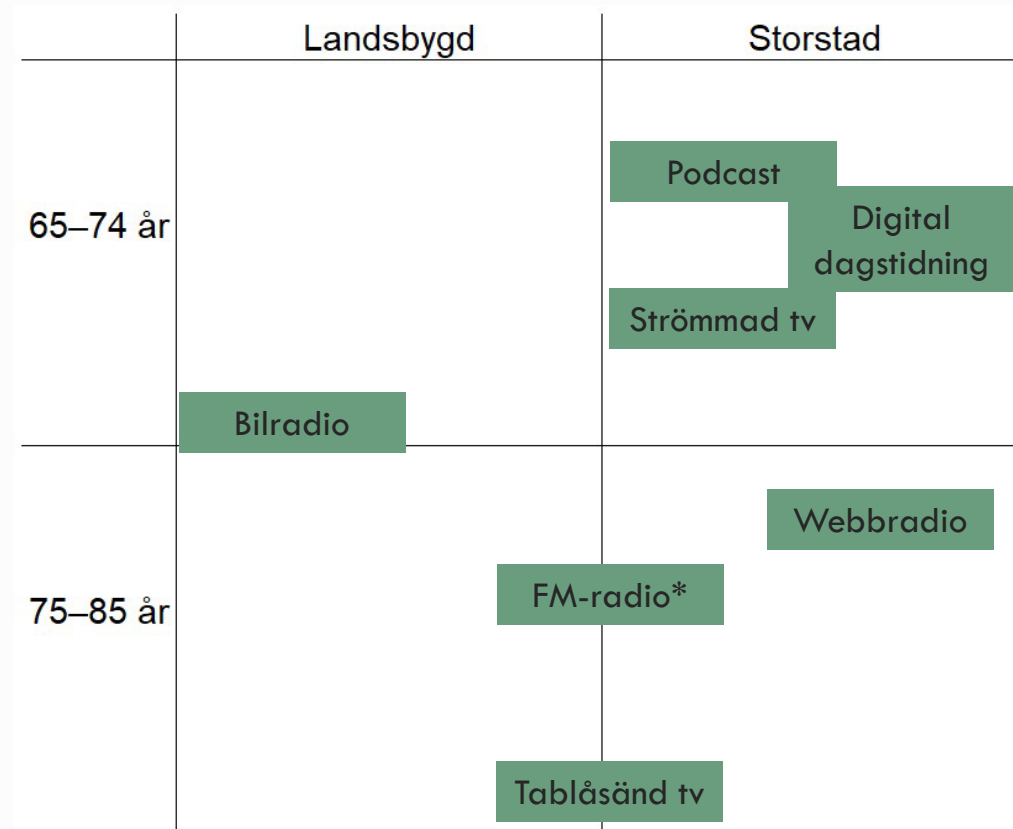 Landsbygd
Storstad
65–74 år
Podcast
Digital
dagstidning
Strömmad tv
Bilradio
75–85 år
Webbradio
FM-radio*
Tablåsänd tv